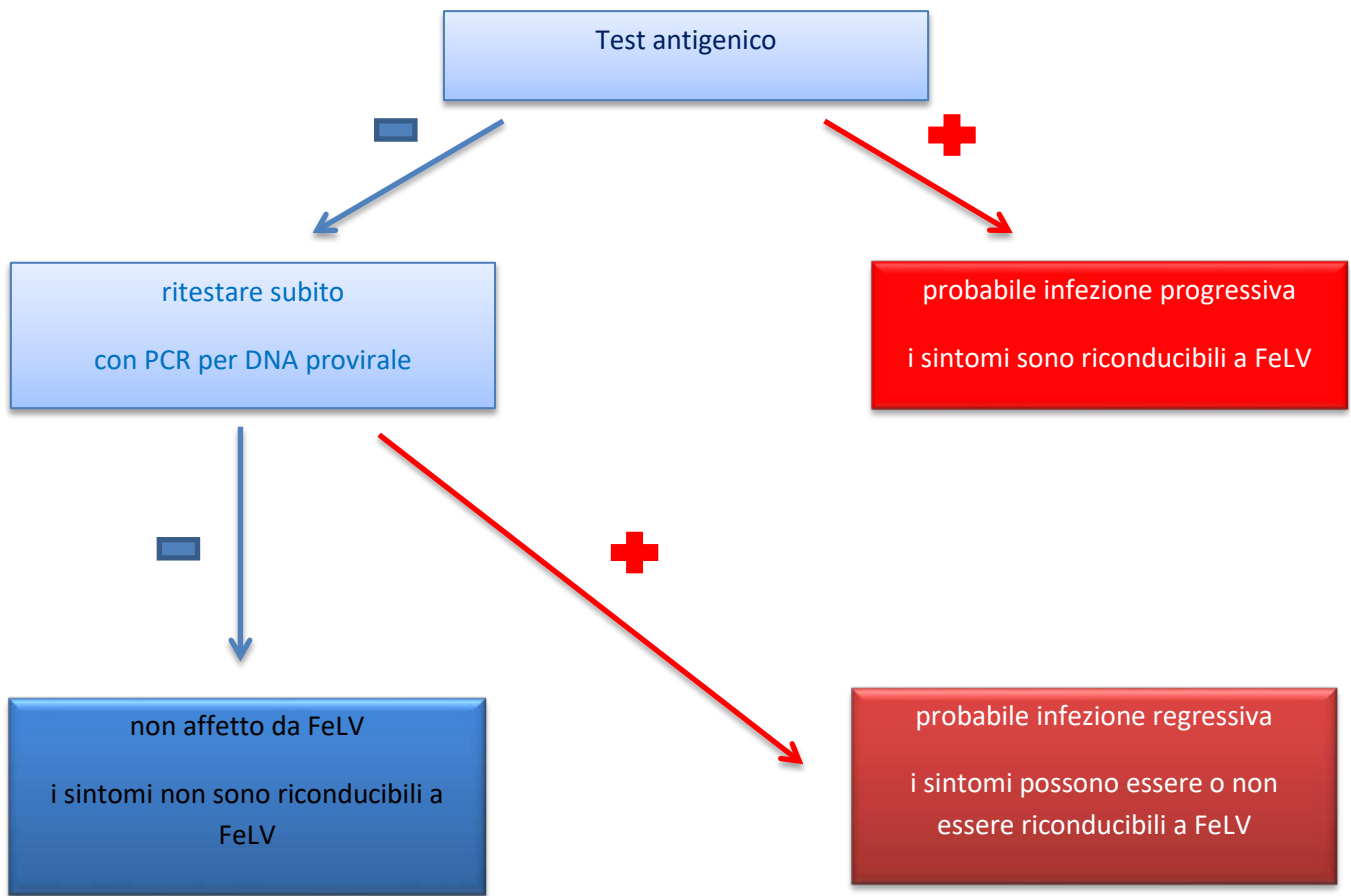 Test antigenico
ritestare subito
con PCR per DNA provirale
probabile infezione progressiva
i sintomi sono riconducibili a FeLV
non affetto da FeLV
i sintomi non sono riconducibili a
FeLV
probabile infezione regressiva
i sintomi possono essere o non
essere riconducibili a FeLV